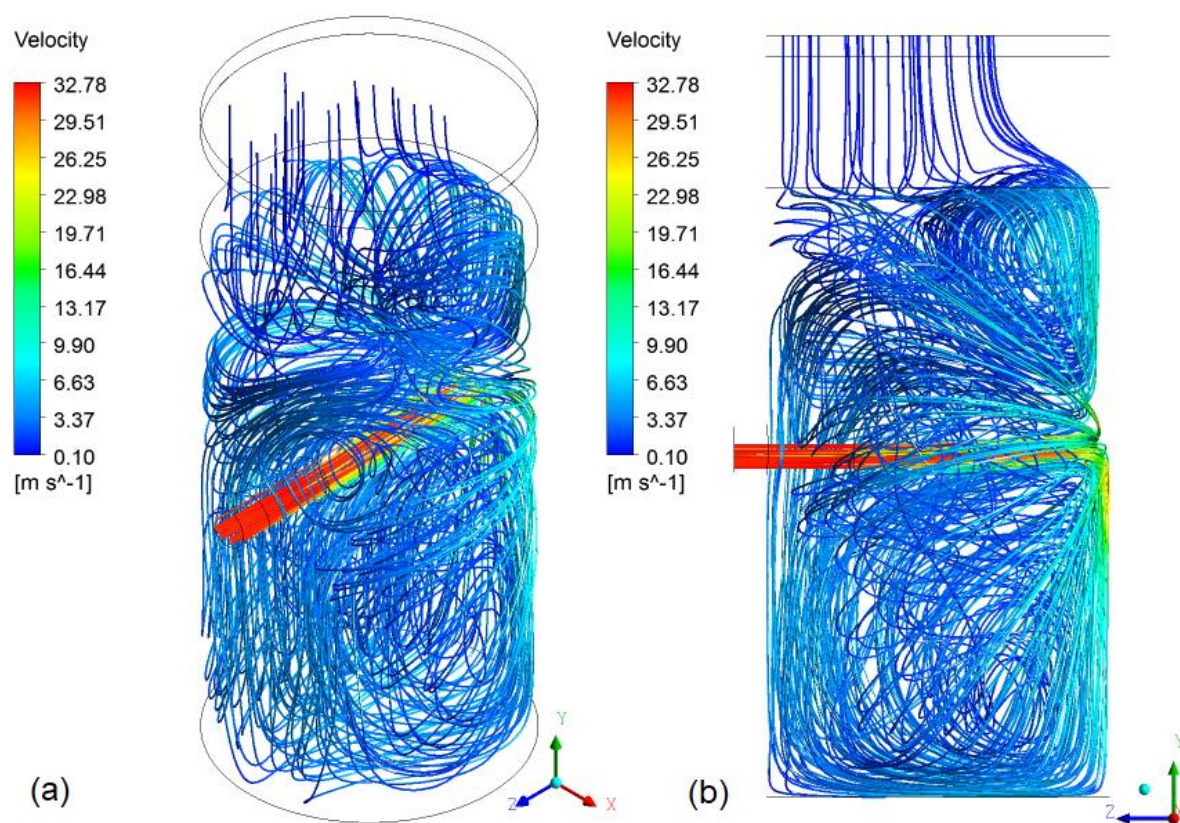 Velocity
32.78
29.51
26.25
22.98
19.71
16.44
13.17
9.90
6.63
3.37
0.10
[m s^-1]
(a)
Y
Z
X
Velocity
32.78
29.51
26.25
22.98
19.71
16.44
13.17
9.90
6.63
3.37
0.10
[m s^-1]
(b)
Y
Z